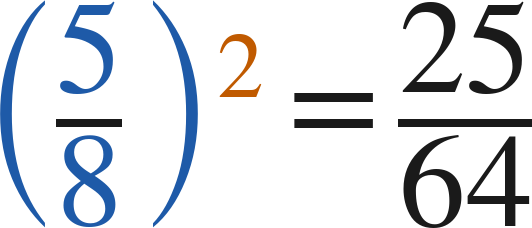 (5/8)² = 25/64